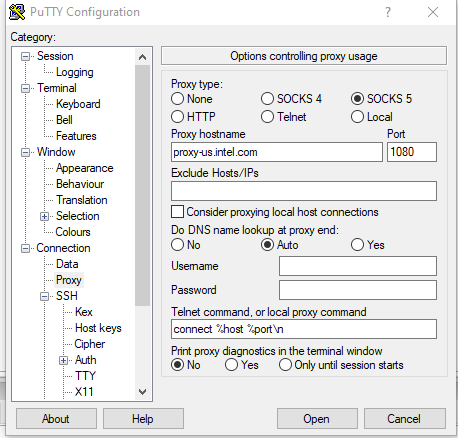 PuTTY Configuration
Category:
Session
Logging
Terminal
Keyboard
Bell
Features
Window
Appearance
Behaviour
Translation
Selection
Colours
Connection
Data
Proxy
SSH
Kex
Host keys
Cipher
Auth
TTY
X11
Options controlling proxy usage
Proxy type:
None SOCKS 4 SOCKS 5
HTTP Telnet Local
Proxy hostname Port
proxy-us.intel.com 1080
Exclude Hosts/IPs
Consider proxying local host connections
Do DNS name lookup at proxy end:
No Auto Yes
Username
Password
Telnet command, or local proxy command
connect %host %port\n
Print proxy diagnostics in the terminal window
No Yes Only until session starts
About Help Open Cancel